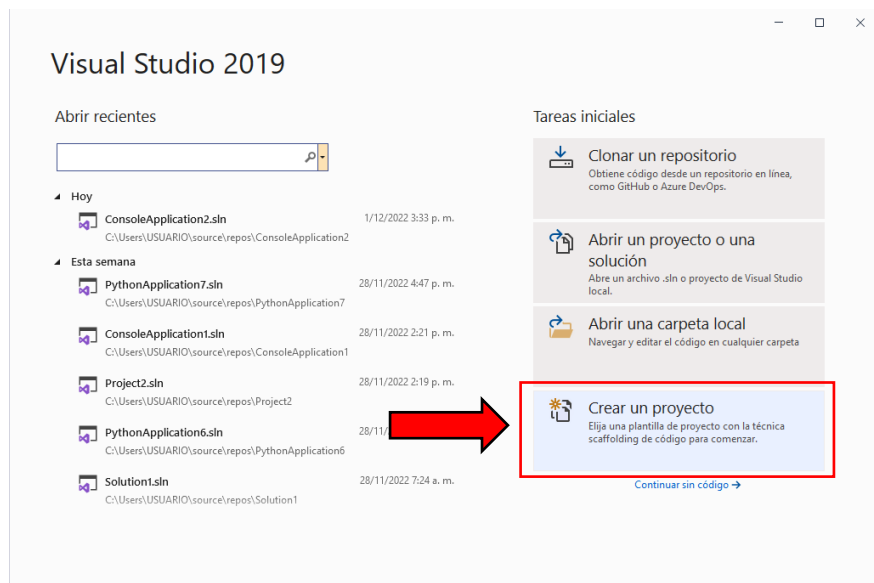 Visual Studio 2019
Abrir recientes
Hoy
ConsoleApplication2.sln
1/12/2022 3:33 p. m.
C:\Users\USUARIO\source\repos\ConsoleApplication2
Esta semana
PythonApplication7.sln
28/11/2022 4:47 p. m.
C:\Users\USUARIO\source\repos\PythonApplication7
ConsoleApplication1.sln
28/11/2022 2:21 p. m.
C:\Users\USUARIO\source\repos\ConsoleApplication1
Project2.sln
28/11/2022 2:19 p. m.
C:\Users\USUARIO\source\repos\Project2
PythonApplication6.sln
28/11/
C:\Users\USUARIO\source\repos\PythonApplication6
Solution1.sln
28/11/2022 7:24 a. m.
C:\Users\USUARIO\source\repos\Solution1
Tareas iniciales
Clonar un repositorio
Obtiene código desde un repositorio en línea,
como GitHub o Azure DevOps.
Abrir un proyecto o una
solución
Abre un archivo .sln o proyecto de Visual Studio
local.
Abrir una carpeta local
Navegar y editar el código en cualquier carpeta
Crear un proyecto
Elija una plantilla de proyecto con la técnica
scaffolding de código para comenzar.
Continuar sin código →